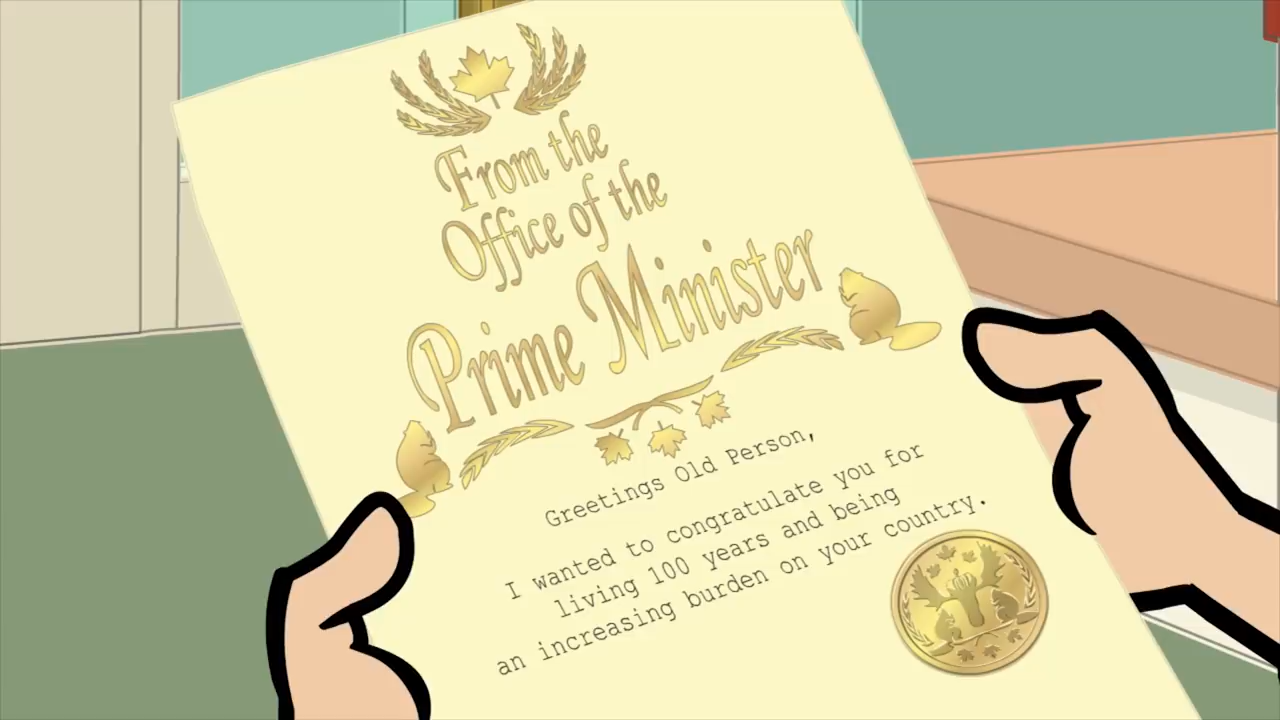 From the
Office of the
Prime Minister
Greetings Old Person,
I wanted to congratulate you for
living 100 years and being
an increasing burden on your country.